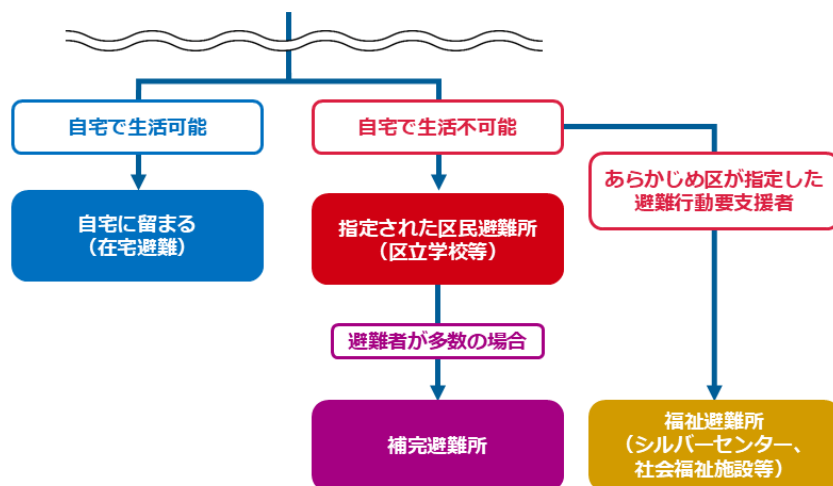 自宅で生活可能
自宅で生活不可能
あらかじめ区が指定した
避難行動要支援者
自宅に留まる
(在宅避難)
指定された区民避難所
(区立学校等)
避難者が多数の場合
補完避難所
福祉避難所
(シルバーセンター、
社会福祉施設等)